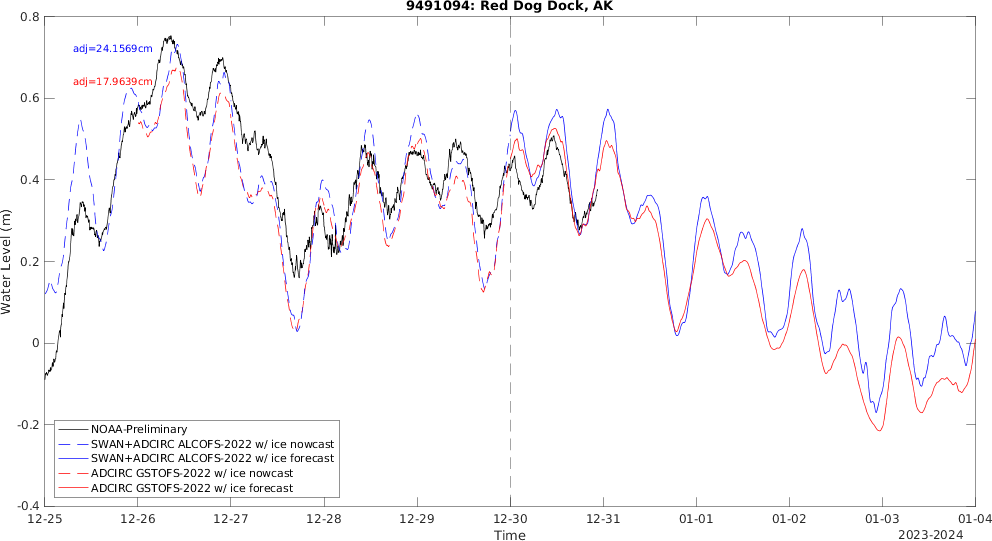 9491094: Red Dog Dock, AK
adj=24.1569cm
adj=17.9639cm
Water Level (m)
0.8
0.6
0.4
0.2
0
-0.2
-0.4
NOAA-Preliminary
SWAN+ADCIRC ALCOFS-2022 w/ ice nowcast
SWAN+ADCIRC ALCOFS-2022 w/ ice forecast
ADCIRC GSTOFS-2022 w/ ice nowcast
ADCIRC GSTOFS-2022 w/ ice forecast
12-25 12-26 12-27 12-28 12-29 12-30 12-31 01-01 01-02 01-03 01-04
Time
2023-2024